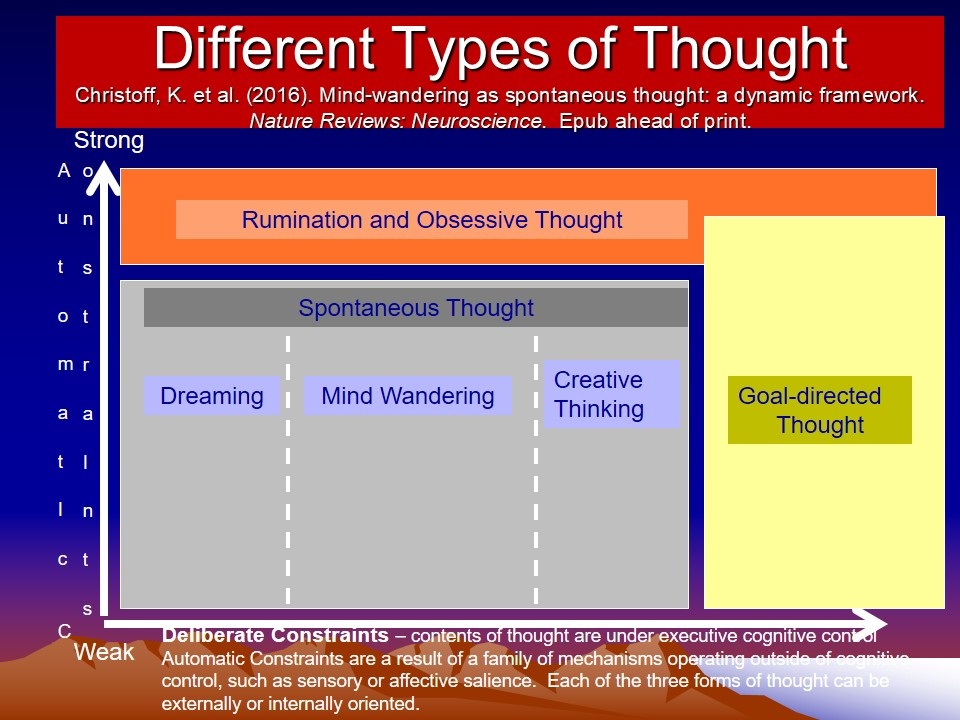 Different Types of Thought
Christoff, K. et al. (2016). Mind-wandering as spontaneous thought: a dynamic framework.
Nature Reviews: Neuroscience. Epub ahead of print.
Strong
AutomatIc C
onstraInts
Rumination and Obsessive Thought
Spontaneous Thought
Dreaming
Mind Wandering
Creative
Thinking
Goal-directed
Thought
Weak
Deliberate Constraints – contents of thought are under executive cognitive control
Automatic Constraints are a result of a family of mechanisms operating outside of cognitive
control, such as sensory or affective salience. Each of the three forms of thought can be
externally or internally oriented.